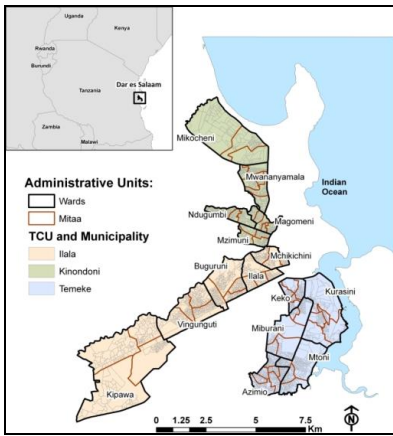 Uganda
Kenya
Rwanda
Burundi
Dar es Salaam
Tanzania
Zambia
Malawi
Mikocheni
Mwananyamala
Indian
Ocean
Administrative Units:
Wards
Mitaa
TCU and Municipality
Ilala
Kinondoni
Temeke
Ndugumbi
Magomeni
Mzimuni
Mchikichini
Buguruni
Ilala
Keko
Kurasini
Vingunguti
Miburani
Mtoni
Kipawa
Azimio
0 1.25 2.5 5 7.5
Km
N